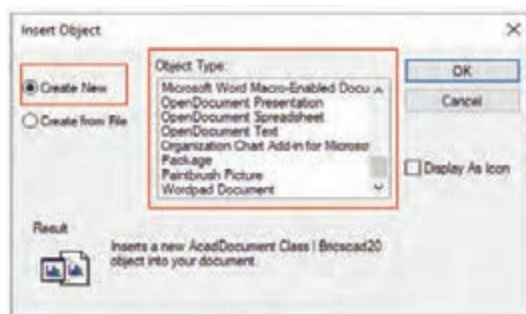 Insert Object
Create New
Create from File
Object Type:
Microsoft Word Macro-Enabled Docu
OpenDocument Presentation
OpenDocument Spreadsheet
OpenDocument Text
Organization Chart Add-in for Microsof
Package
Paintbrush Picture
Wordpad Document
OK
Cancel
Display As Icon
Result
Inserts a new AcadDocument Class | Bricscad20
object into your document.